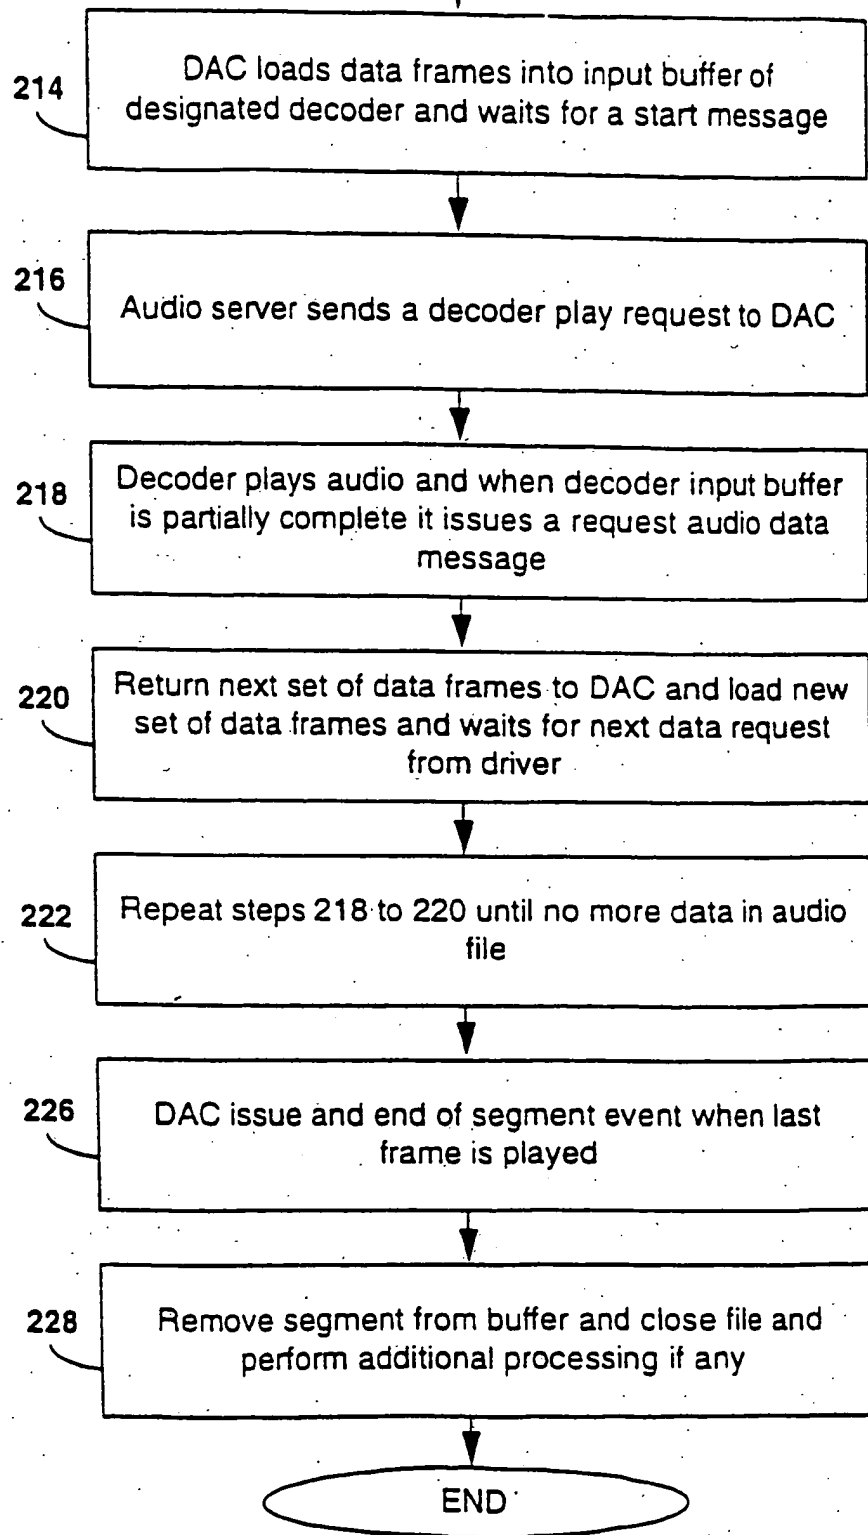 214
DAC loads data frames into input buffer of
designated decoder and waits for a start message
216
Audio server sends a decoder play request to DAC
218
Decoder plays audio and when decoder input buffer
is partially complete it issues a request audio data
message
220
Return next set of data frames to DAC and load new
set of data frames and waits for next data request
from driver
222
Repeat steps 218 to 220 until no more data in audio
file
226
DAC issue and end of segment event when last
frame is played
228
Remove segment from buffer and close file and
perform additional processing if any
END